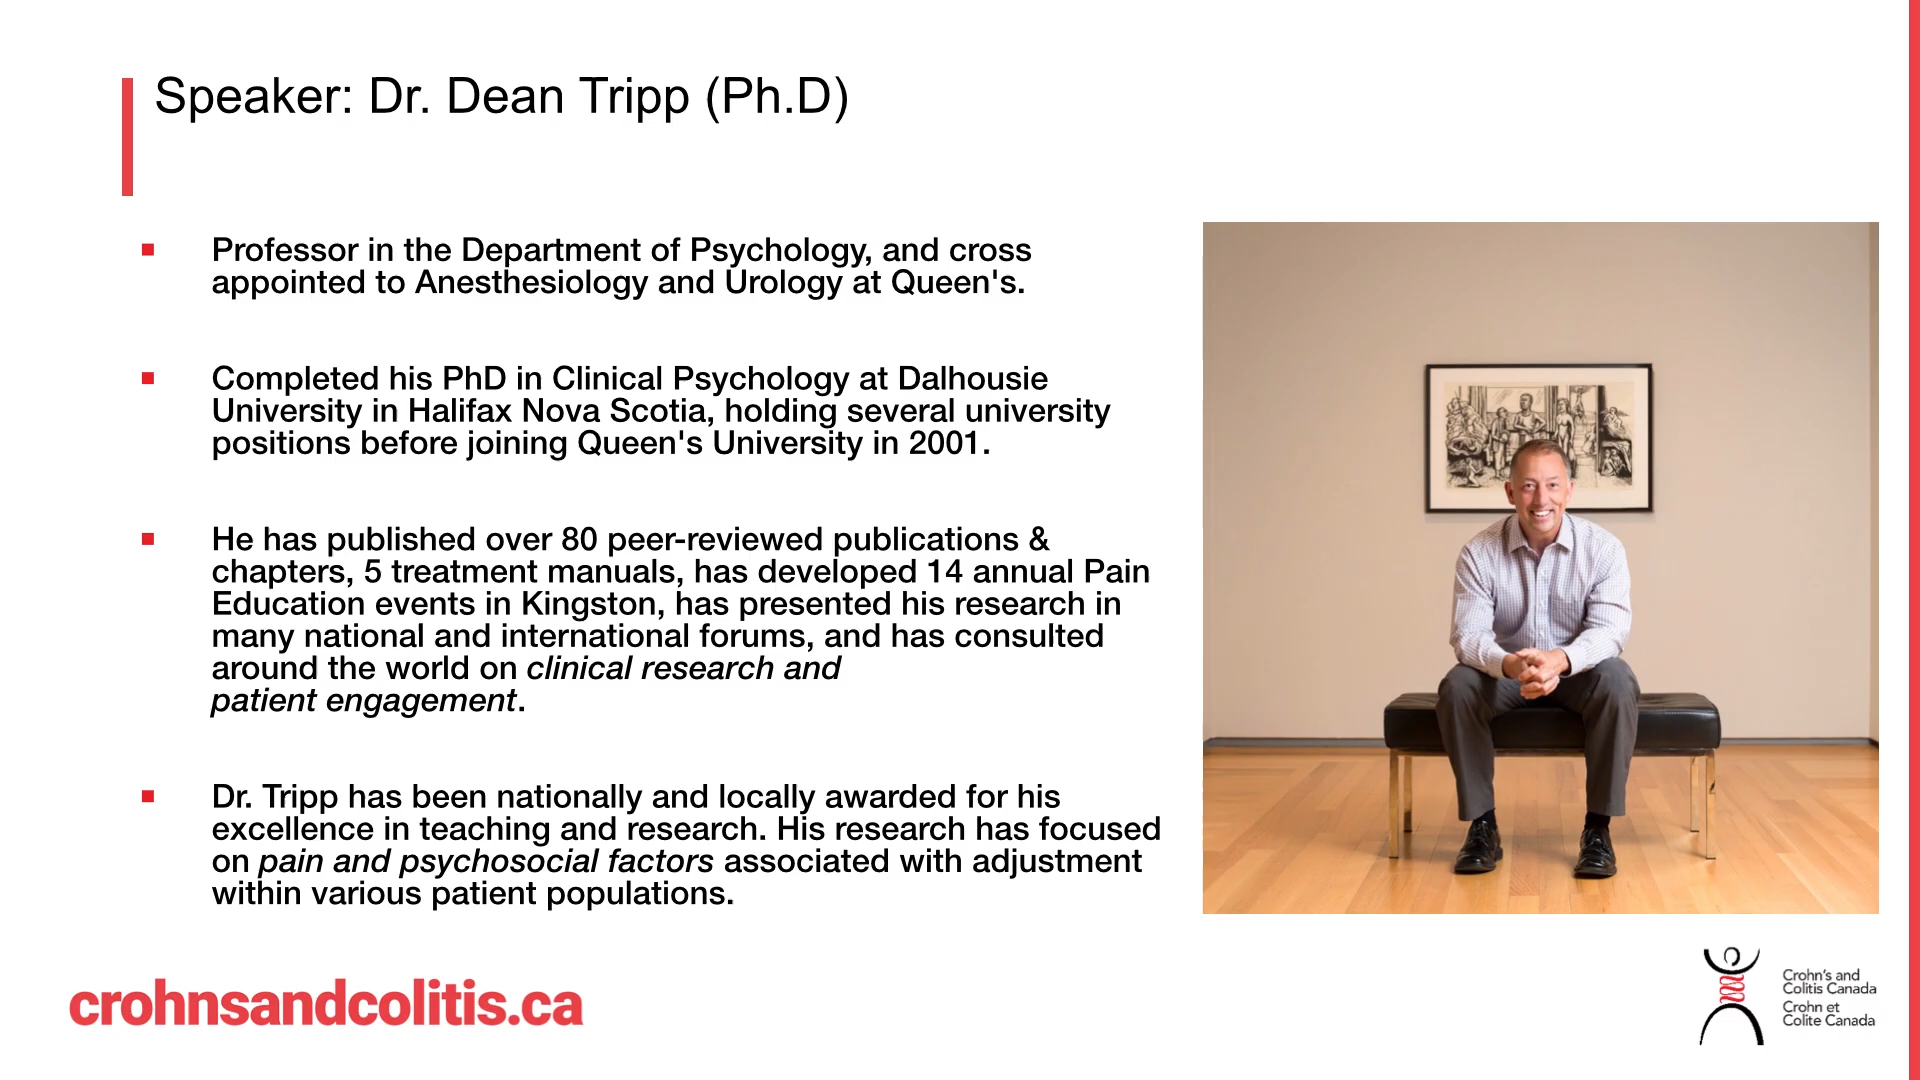 Speaker: Dr. Dean Tripp (Ph.D)
▪ Professor in the Department of Psychology, and cross
appointed to Anesthesiology and Urology at Queen's.
▪ Completed his PhD in Clinical Psychology at Dalhousie
University in Halifax Nova Scotia, holding several university
positions before joining Queen's University in 2001.
▪ He has published over 80 peer-reviewed publications &
chapters, 5 treatment manuals, has developed 14 annual Pain
Education events in Kingston, has presented his research in
many national and international forums, and has consulted
around the world on clinical research and
patient engagement.
▪ Dr. Tripp has been nationally and locally awarded for his
excellence in teaching and research. His research has focused
on pain and psychosocial factors associated with adjustment
within various patient populations.
crohnsandcolitis.ca
Crohn's and
Colitis Canada
Crohn et
Colite Canada